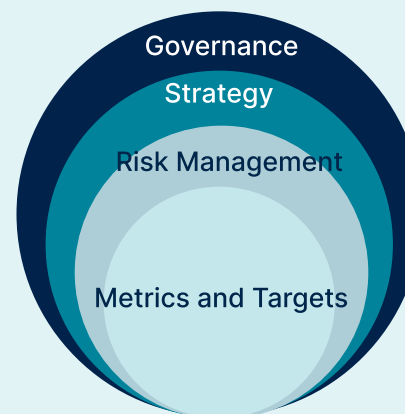 Governance
Strategy
Risk Management
Metrics and Targets